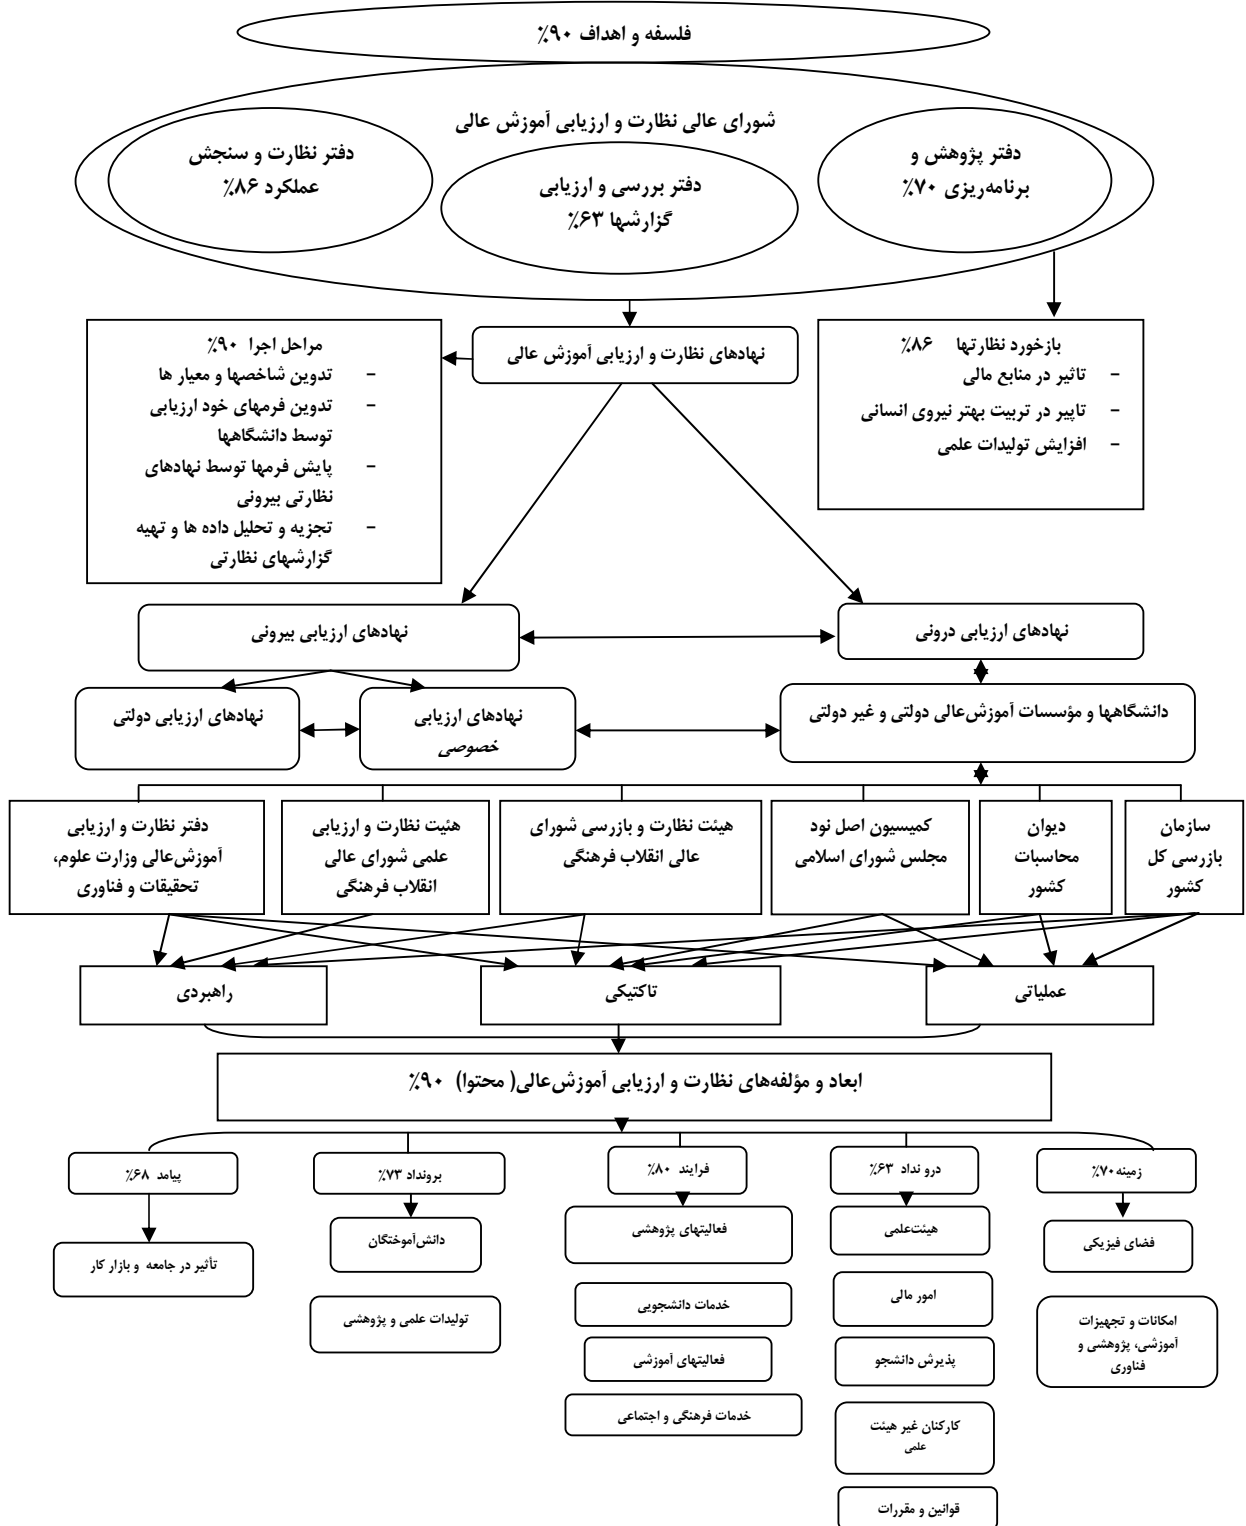 فلسفه و اهداف ۹۰%
شورای عالی نظارت و ارزیابی آموزش عالی
دفتر پژوهش و
برنامه‌ریزی ۷۰%
دفتر بررسی و ارزیابی
گزارشها ۶۳%
دفتر نظارت و سنجش
عملکرد ۸۶%
بازخورد نظارتها ۸۶%
- تاثیر در منابع مالی
- تاپیر در تربیت بهتر نیروی انسانی
- افزایش تولیدات علمی
نهادهای نظارت و ارزیابی آموزش عالی
مراحل اجرا ۹۰%
- تدوین شاخصها و معیار ها
- تدوین فرمهای خود ارزیابی
توسط دانشگاهها
- پایش فرمها توسط نهادهای
نظارتی بیرونی
- تجزیه و تحلیل داده ها و تهیه
گزارشهای نظارتی
نهادهای ارزیابی درونی
نهادهای ارزیابی بیرونی
دانشگاهها و مؤسسات آموزش‌عالی دولتی و غیر دولتی
نهادهای ارزیابی
خصوصی
نهادهای ارزیابی دولتی
سازمان
بازرسی کل
کشور
دیوان
محاسبات
کشور
کمیسیون اصل نود
مجلس شورای اسلامی
هیئت نظارت و بازرسی شورای
عالی انقلاب فرهنگی
هئیت نظارت و ارزیابی
علمی شورای عالی
انقلاب فرهنگی
دفتر نظارت و ارزیابی
آموزش‌عالی وزارت علوم،
تحقیقات و فناوری
عملیاتی
تاکتیکی
راهبردی
ابعاد و مؤلفه‌های نظارت و ارزیابی آموزش‌عالی( محتوا) ۹۰%
زمینه۷۰%
فضای فیزیکی
امکانات و تجهیزات
آموزشی، پژوهشی و
فناوری
درو نداد ۶۳%
هیئت‌علمی
امور مالی
پذیرش دانشجو
کارکنان غیر هیئت
علمی
قوانین و مقررات
فرایند ۸۰%
فعالیتهای پژوهشی
خدمات دانشجویی
فعالیتهای آموزشی
خدمات فرهنگی و اجتماعی
برونداد ۷۳%
دانش‌آموختگان
تولیدات علمی و پژوهشی
پیامد ۶۸%
تأثیر در جامعه و بازار کار